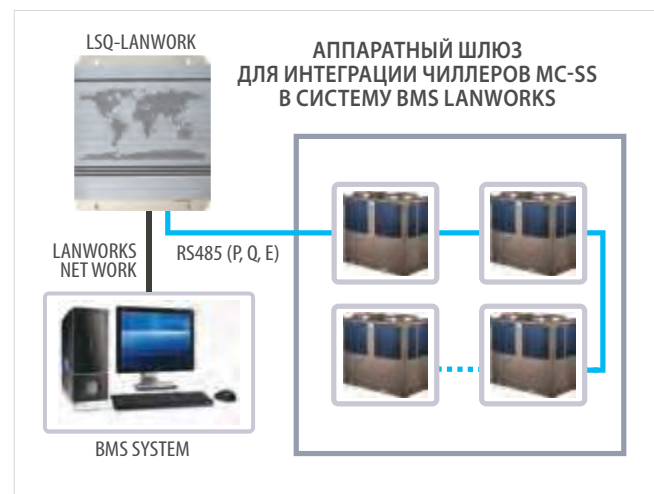 LSQ-LANWORK
АППАРАТНЫЙ ШЛЮЗ
ДЛЯ ИНТЕГРАЦИИ ЧИЛЛЕРОВ MC-SS
В СИСТЕМУ BMS LANWORKS
LANWORKS
NET WORK
RS485 (P, Q, E)
BMS SYSTEM